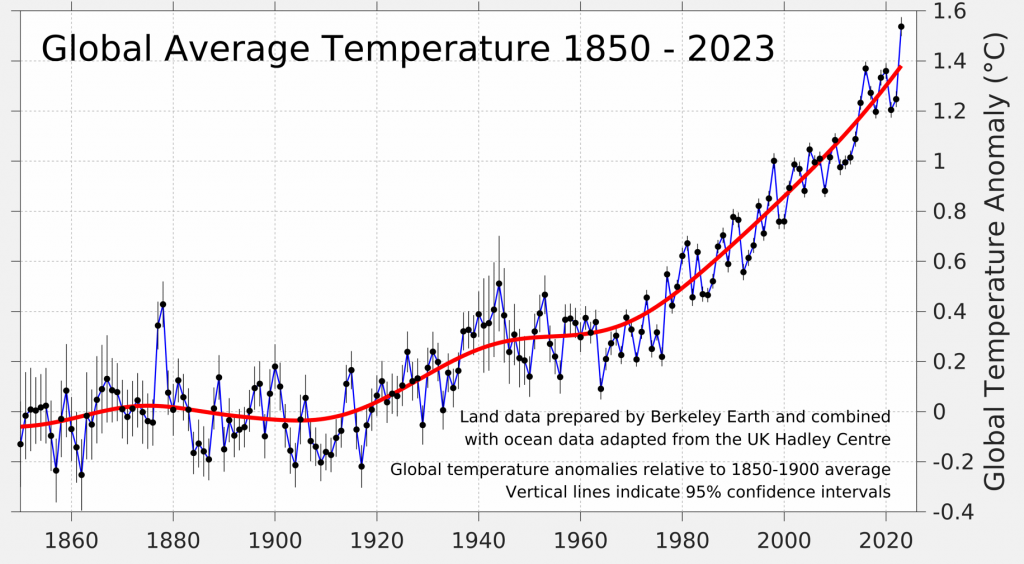 Global Average Temperature 1850 - 2023
1.6
1.4
1.2
1
0.8
0.6
0.4
0.2
0
-0.2
-0.4
Global Temperature Anomaly (°C)
Land data prepared by Berkeley Earth and combined
with ocean data adapted from the UK Hadley Centre
Global temperature anomalies relative to 1850-1900 average
Vertical lines indicate 95% confidence intervals
1860 1880 1900 1920 1940 1960 1980 2000 2020